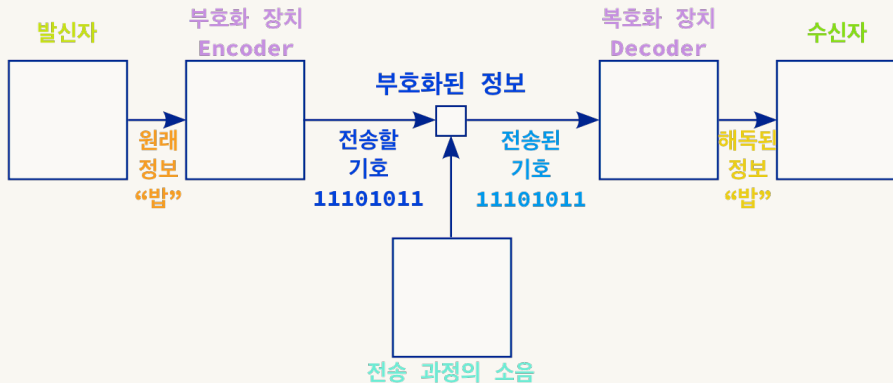 발신자
부호화 장치
Encoder
복호화 장치
Decoder
수신자
부호화된 정보
원래
정보
“밥”
전송할
기호
11101011
전송된
기호
11101011
해독된
정보
“밥”
전송 과정의 소음